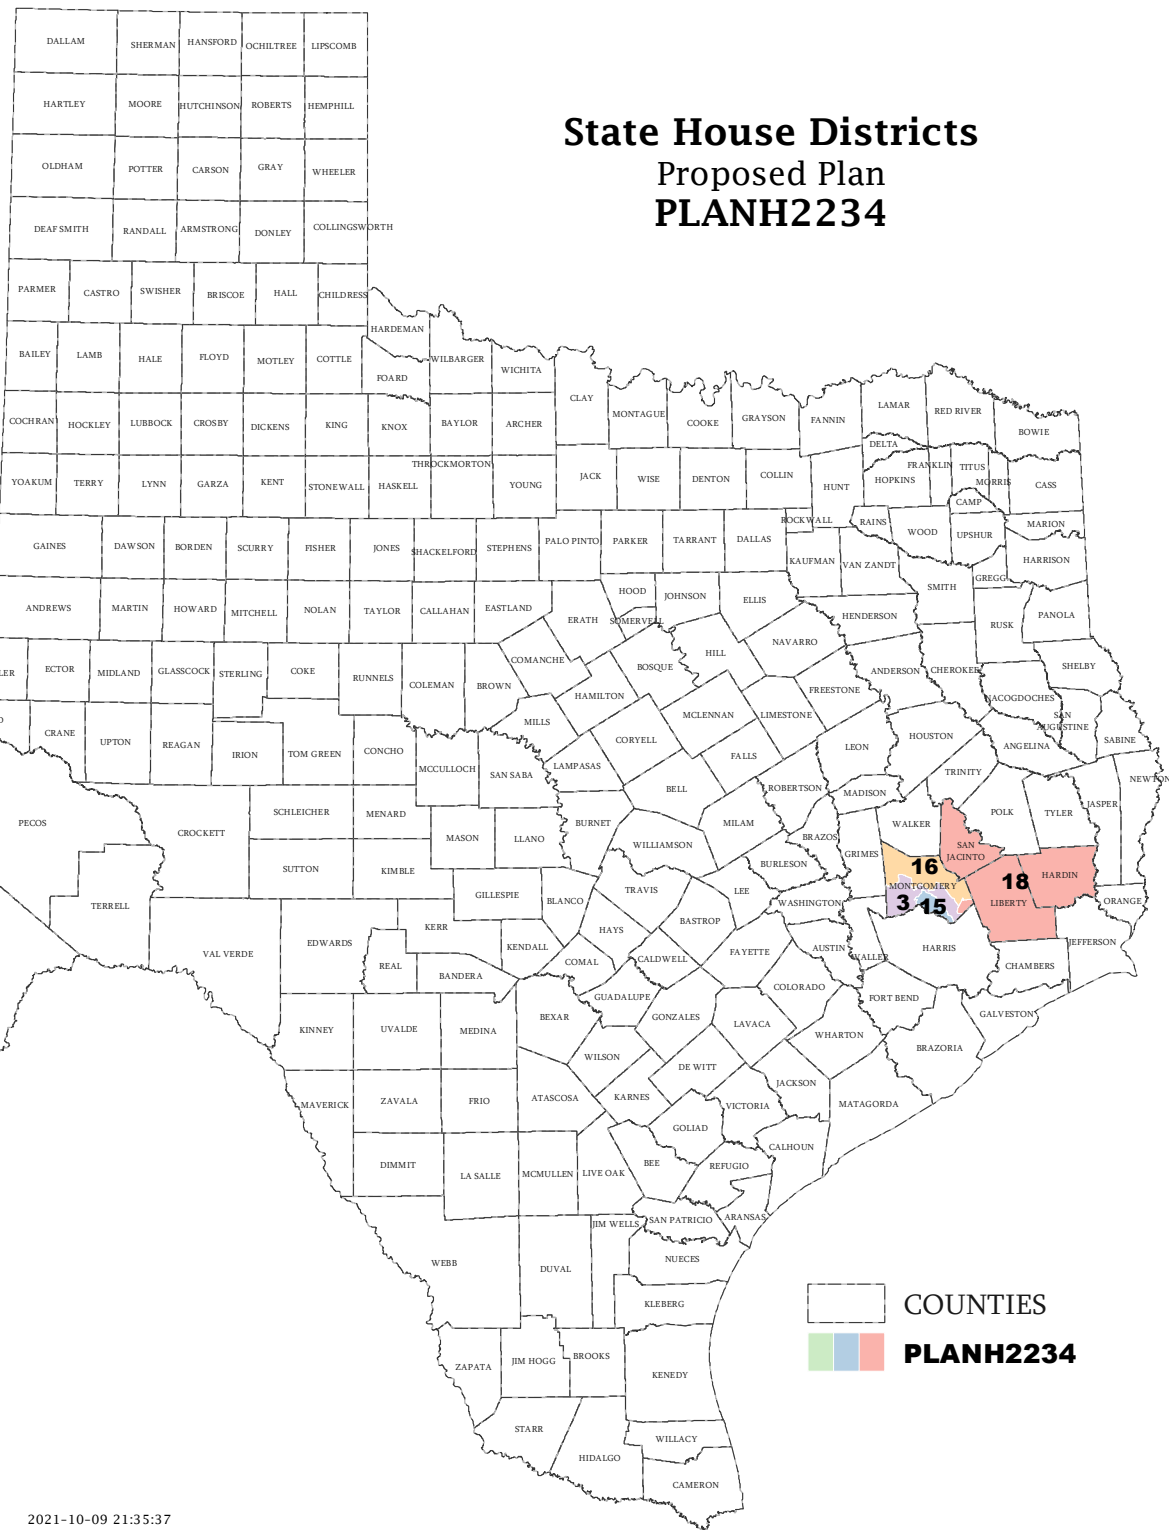 State House Districts
Proposed Plan
PLANH2234
DALLAM
SHERMAN
HANSFORD
OCHILTREE
LIPSCOMB
HARTLEY
MOORE
HUTCHINSON
ROBERTS
HEMPHILL
OLDHAM
POTTER
CARSON
GRAY
WHEELER
DEAF SMITH
RANDALL
ARMSTRONG
DONLEY
COLLINGSWORTH
PARMER
CASTRO
SWISHER
BRISCOE
HALL
CHILDRESS
HARDEMAN
BAILEY
LAMB
HALE
FLOYD
MOTLEY
COTTLE
FOARD
WILBARGER
WICHITA
CLAY
MONTAGUE
COOKE
GRAYSON
FANNIN
LAMAR
RED RIVER
BOWIE
COCHRAN
HOCKLEY
LUBBOCK
CROSBY
DICKENS
KING
KNOX
BAYLOR
ARCHER
DELTA
YOAKUM
TERRY
LYNN
GARZA
KENT
STONEWALL
HASKELL
THROCKMORTON
YOUNG
JACK
WISE
DENTON
COLLIN
HUNT
HOPKINS
FRANKLIN
TITUS
MORRIS
CASS
CAMP
ROCKWALL
RAINS
WOOD
UPSHUR
MARION
GAINES
DAWSON
BORDEN
SCURRY
FISHER
JONES
SHACKELFORD
STEPHENS
PALO PINTO
PARKER
TARRANT
DALLAS
KAUFMAN
VAN ZANDT
SMITH
GREGG
HARRISON
ANDREWS
MARTIN
HOWARD
MITCHELL
NOLAN
TAYLOR
CALLAHAN
EASTLAND
ERATH
HOOD
SOMERVELL
JOHNSON
ELLIS
HENDERSON
RUSK
PANOLA
LER
ECTOR
MIDLAND
GLASSCOCK
STERLING
COKE
RUNNELS
COLEMAN
BROWN
COMANCHE
HAMILTON
BOSQUE
HILL
NAVARRO
FREESTONE
ANDERSON
CHEROKEE
NACOGDOCHES
SHELBY
SAN
AUGUSTINE
SABINE
CRANE
UPTON
REAGAN
IRION
TOM GREEN
CONCHO
MCCULLOCH
SAN SABA
MILLS
LAMPASAS
CORYELL
MCLENNAN
LIMESTONE
FALLS
LEON
HOUSTON
ANGELINA
TRINITY
NEWTON
PECOS
CROCKETT
SCHLEICHER
MENARD
MASON
LLANO
BURNET
BELL
MILAM
ROBERTSON
MADISON
BRAZOS
WALKER
POLK
TYLER
JASPER
SAN
JACINTO
SUTTON
KIMBLE
GILLESPIE
BLANCO
TRAVIS
WILLIAMSON
LEE
BURLESON
GRIMES
16
MONTGOMERY
3
15
18
LIBERTY
HARDIN
ORANGE
TERRELL
VAL VERDE
EDWARDS
REAL
KERR
BANDERA
KENDALL
HAYS
COMAL
CALDWELL
BASTROP
FAYETTE
WASHINGTON
AUSTIN
WALLER
HARRIS
CHAMBERS
JEFFERSON
KINNEY
UVALDE
MEDINA
BEXAR
GUADALUPE
GONZALES
LAVACA
COLORADO
WHARTON
FORT BEND
GALVESTON
BRAZORIA
MAVERICK
ZAVALA
FRIO
ATASCOSA
WILSON
KARNES
DE WITT
VICTORIA
JACKSON
MATAGORDA
DIMMIT
LA SALLE
MCMULLEN
LIVE OAK
BEE
GOLIAD
REFUGIO
CALHOUN
ARANSAS
SAN PATRICIO
JIM WELLS
NUECES
WEBB
DUVAL
KLEBERG
ZAPATA
JIM HOGG
BROOKS
KENEDY
STARR
HIDALGO
WILLACY
CAMERON
COUNTIES
PLANH2234
2021-10-09 21:35:37